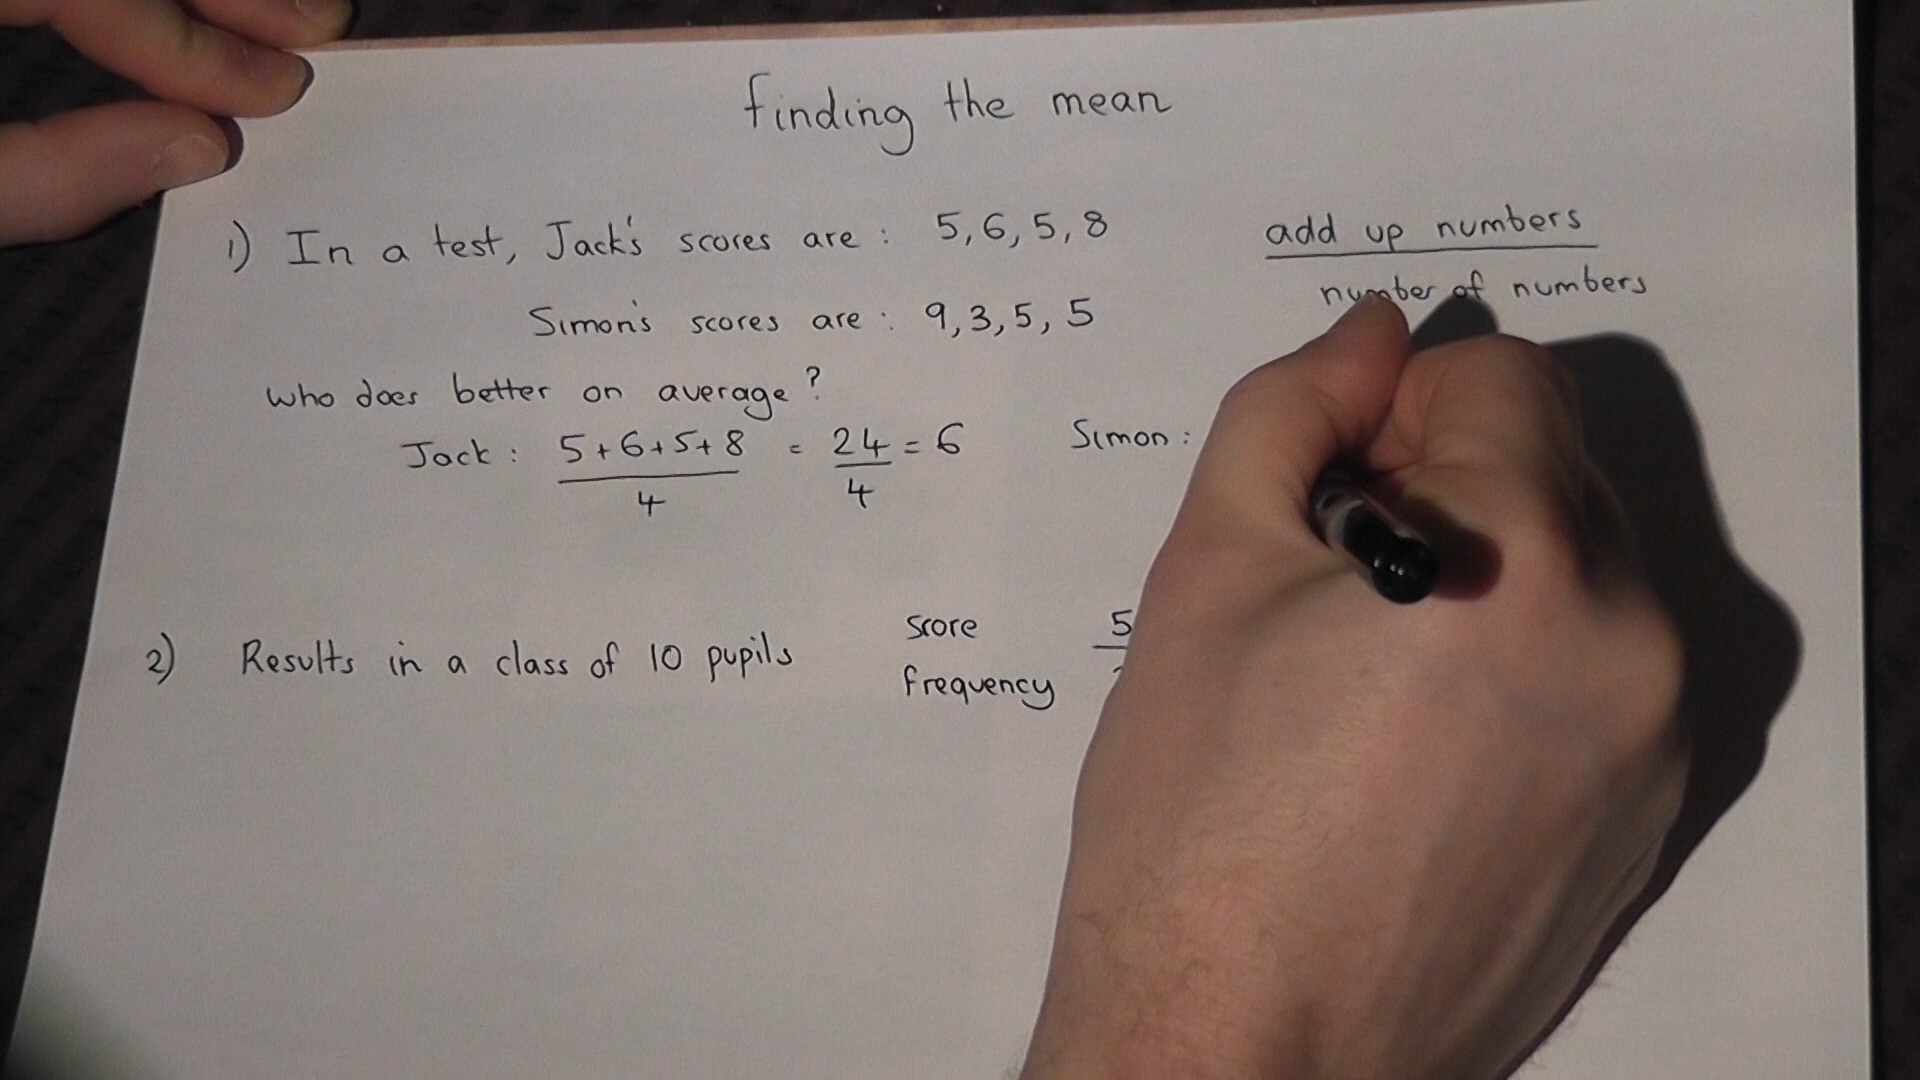 finding the mean
1) In a test, Jack's scores are : 5, 6, 5, 8
add up numbers
number of numbers
Simon's scores are : 9, 3, 5, 5
who does better on average ?
Jack : 5+6+5+8 = 24 = 6
4 4
Simon :
2) Results in a class of 10 pupils
score 5
frequency